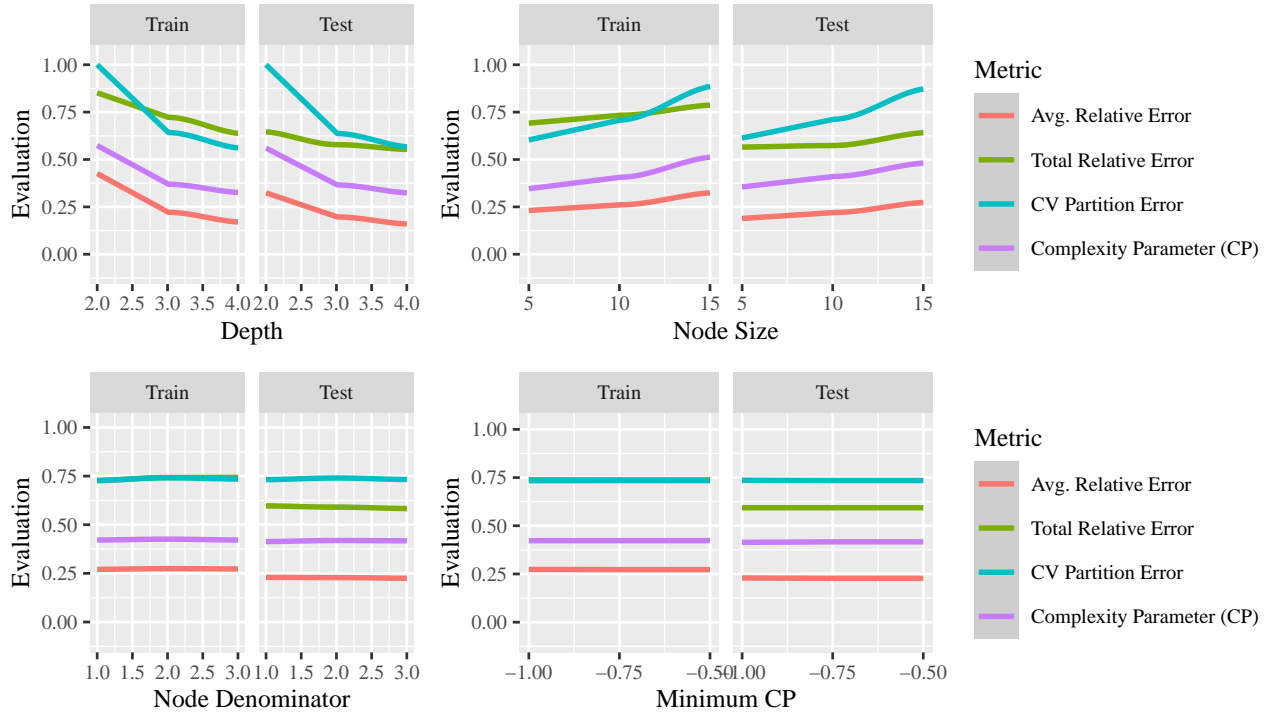 Train Test
Evaluation
1.00
0.75
0.50
0.25
0.00
2.0 2.5 3.0 3.5 4.0 2.0 2.5 3.0 3.5 4.0
Depth
Train Test
Evaluation
1.00
0.75
0.50
0.25
0.00
5 10 15 5 10 15
Node Size
Metric
Avg. Relative Error
Total Relative Error
CV Partition Error
Complexity Parameter (CP)
Train Test
Evaluation
1.00
0.75
0.50
0.25
0.00
1.0 1.5 2.0 2.5 3.0 1.0 1.5 2.0 2.5 3.0
Node Denominator
Train Test
Evaluation
1.00
0.75
0.50
0.25
0.00
−1.00 −0.75 −0.50 −1.00 −0.75 −0.50
Minimum CP
Metric
Avg. Relative Error
Total Relative Error
CV Partition Error
Complexity Parameter (CP)